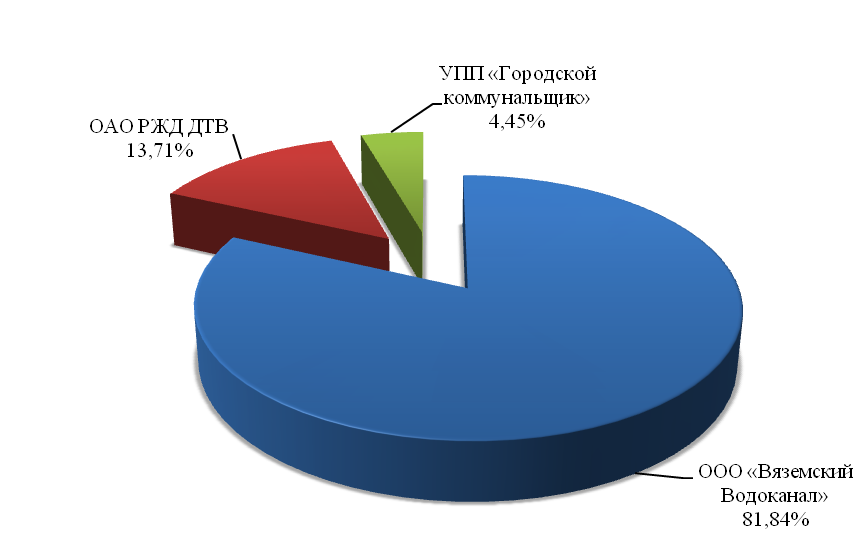 УПП «Городской
коммунальщик»
4,45%
ОАО РЖД ДТВ
13,71%
ООО «Вяземский
Водоканал»
81,84%